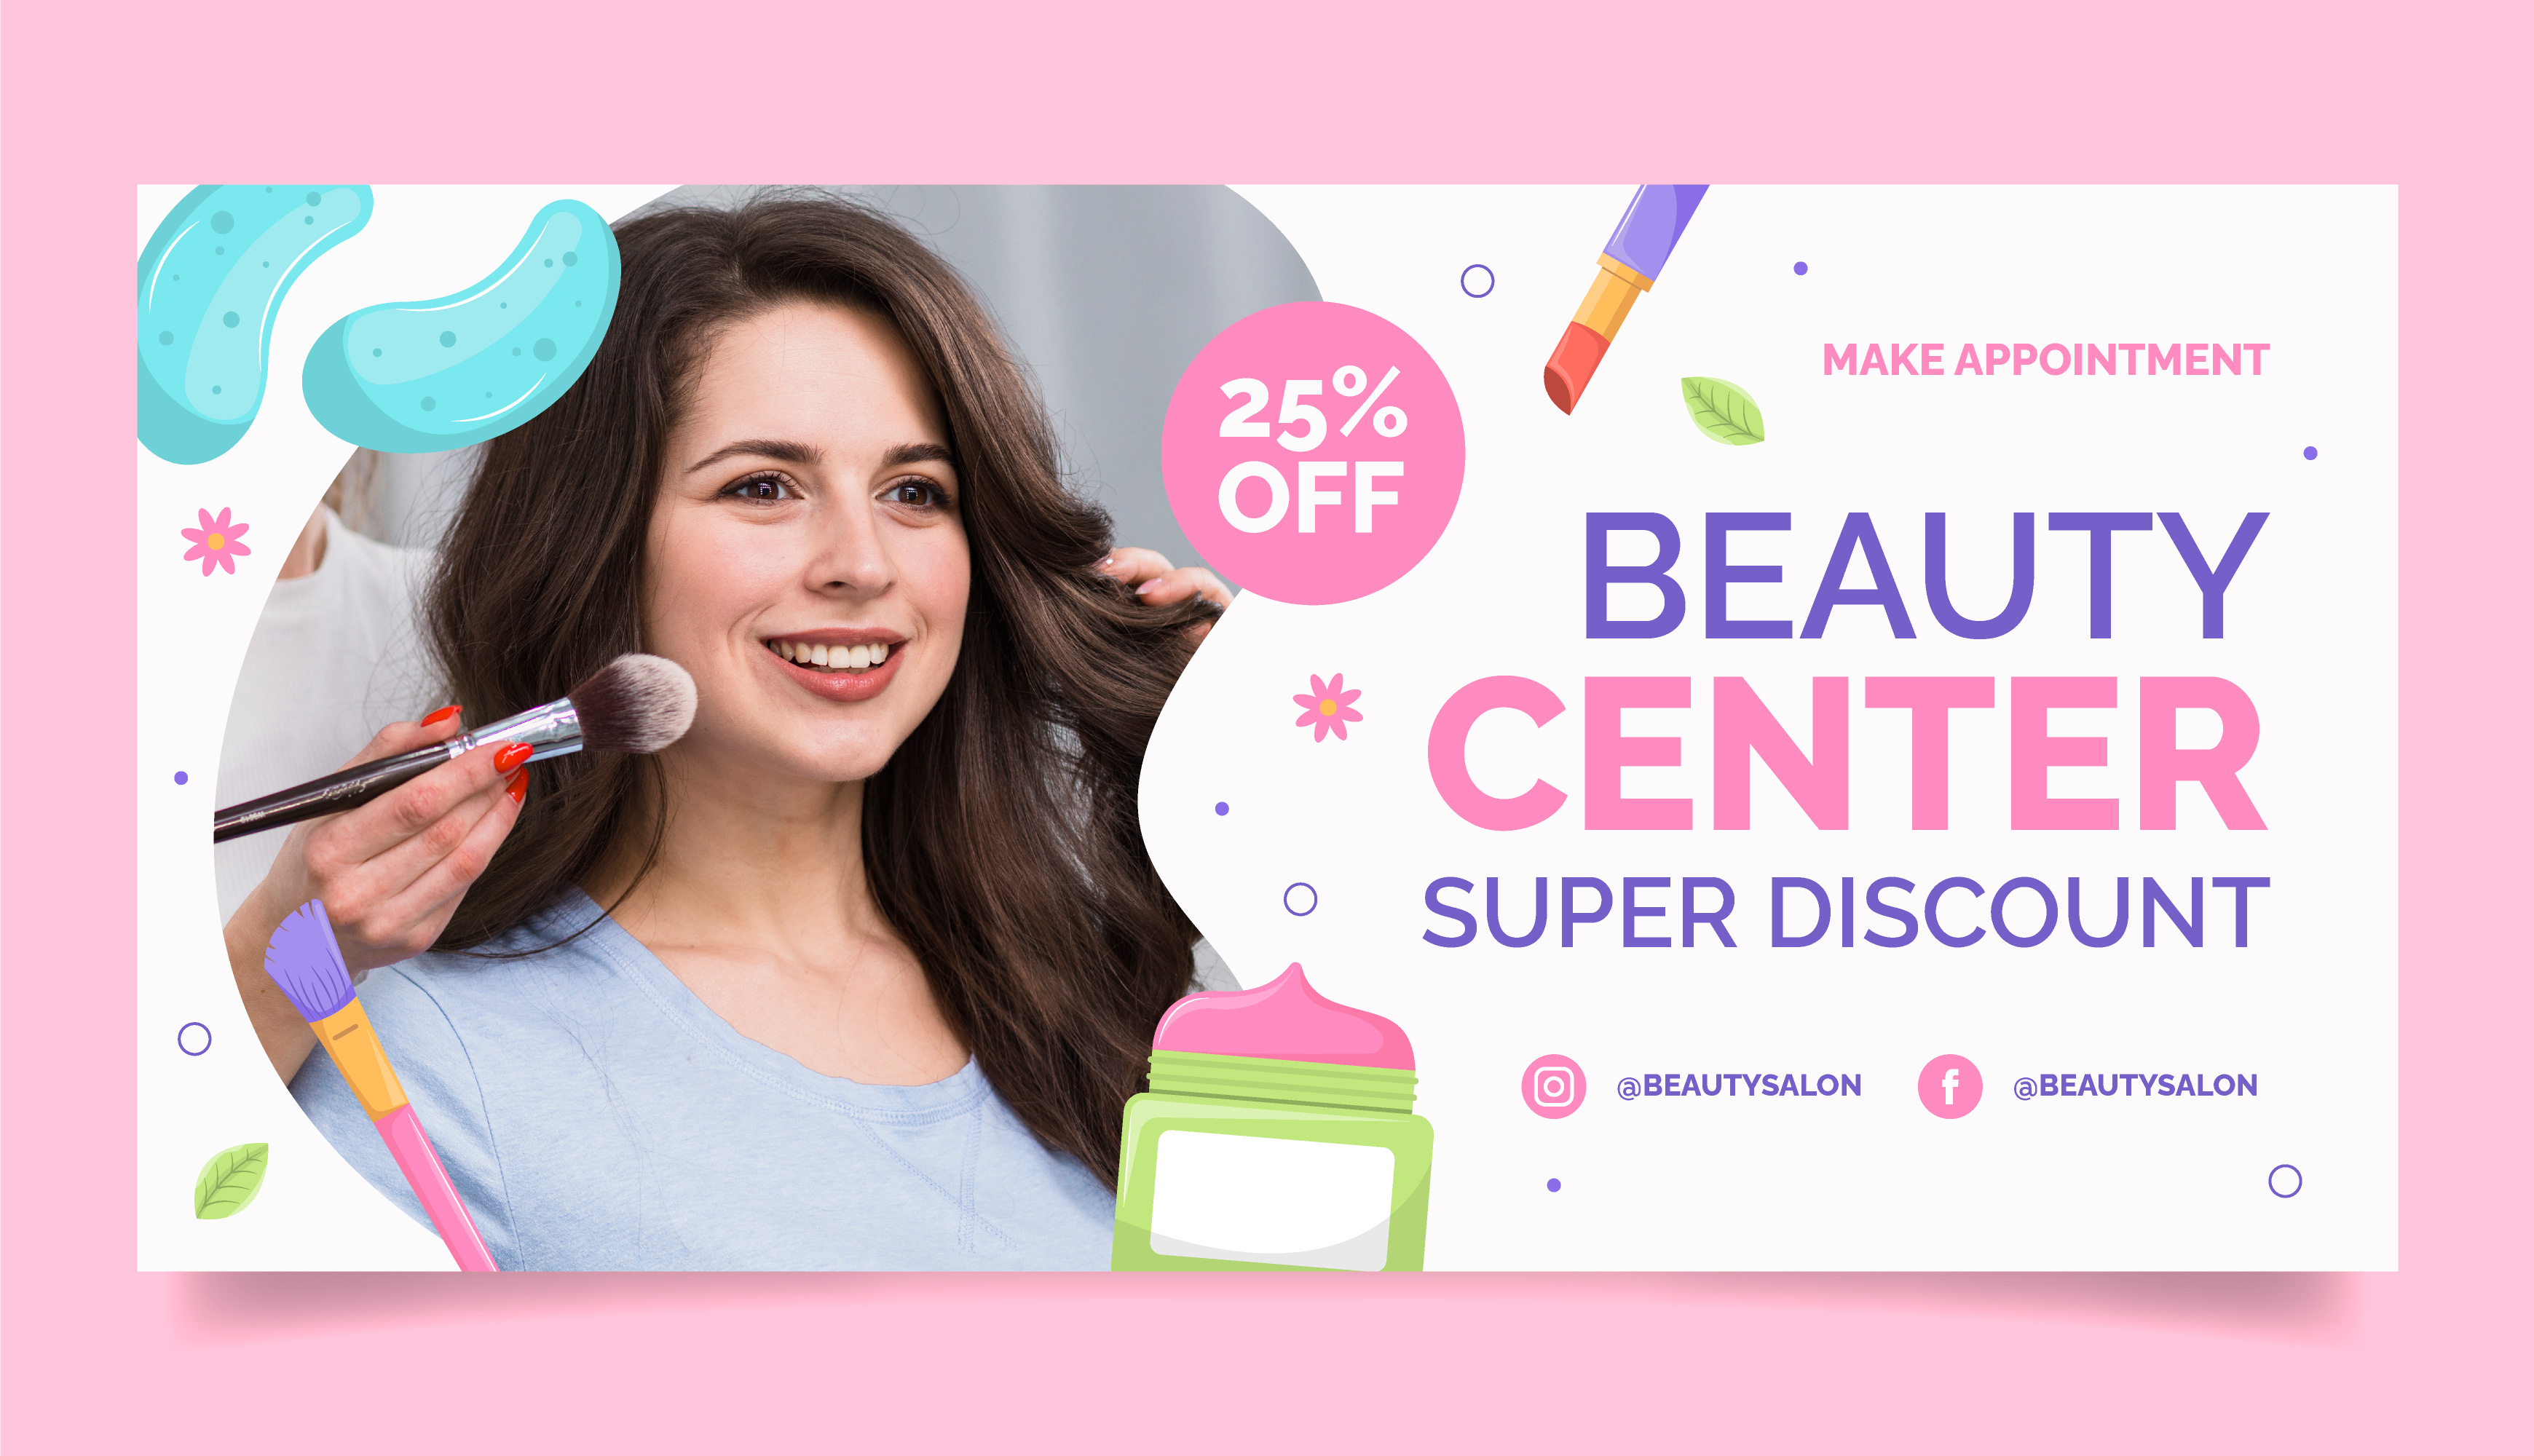 25%
OFF
MAKE APPOINTMENT
BEAUTY
CENTER
SUPER DISCOUNT
@BEAUTYSALON
@BEAUTYSALON